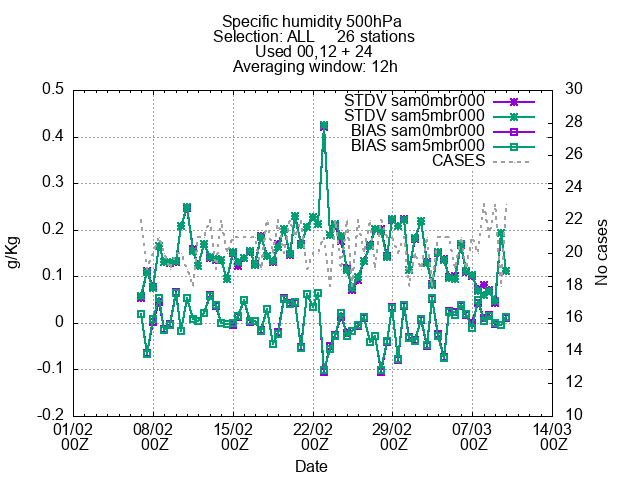 Specific humidity 500hPa
Selection: ALL 26 stations
Used 00,12 + 24
Averaging window: 12h
STDV sam0mbr000
STDV sam5mbr000
BIAS sam0mbr000
BIAS sam5mbr000
CASES
g/Kg
0.5
0.4
0.3
0.2
0.1
0
-0.1
-0.2
No cases
30
28
26
24
22
20
18
16
14
12
10
01/02 08/02 15/02 22/02 29/02 07/03 14/03
00Z 00Z 00Z 00Z 00Z 00Z 00Z
Date